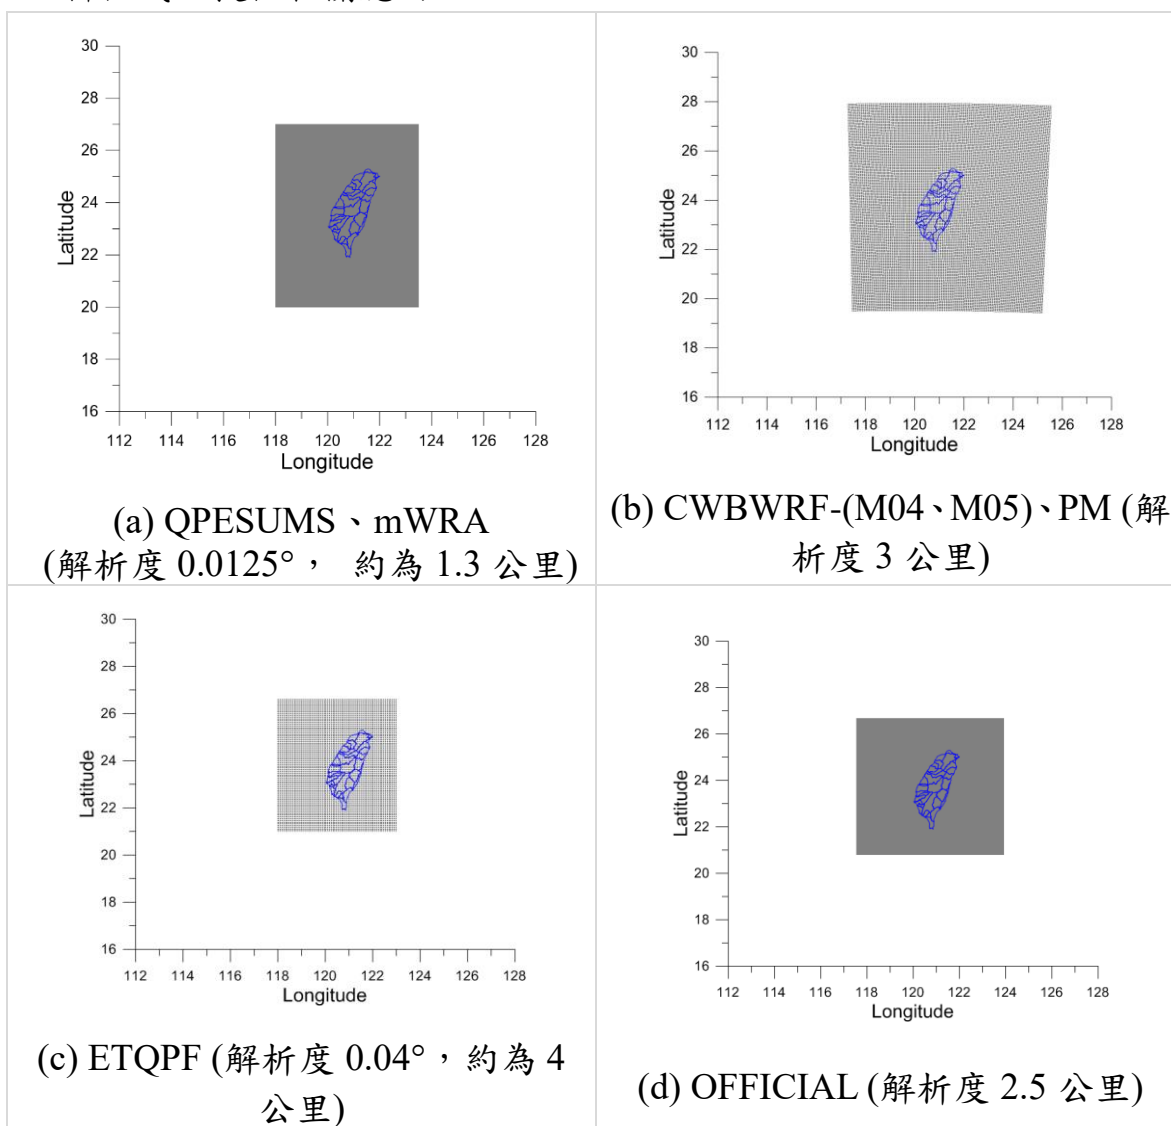 30
28
26
24
22
20
18
16
Latitude
112 114 116 118 120 122 124 126 128
Longitude
(a) QPESUMS、mWRA
(解析度 0.0125°, 約為 1.3 公里)
30
28
26
24
22
20
18
16
Latitude
112 114 116 118 120 122 124 126 128
Longitude
(b) CWBWRF-(M04、M05)、PM (解
析度 3 公里)
30
28
26
24
22
20
18
16
Latitude
112 114 116 118 120 122 124 126 128
Longitude
(c) ETQPF (解析度 0.04°,約為 4
公里)
30
28
26
24
22
20
18
16
Latitude
112 114 116 118 120 122 124 126 128
Longitude
(d) OFFICIAL (解析度 2.5 公里)